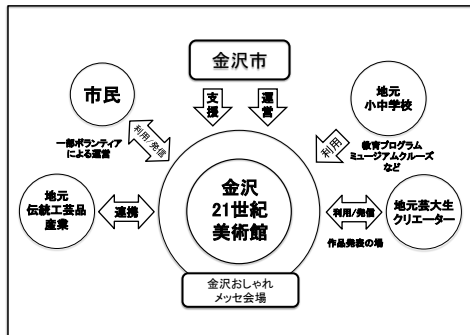 金沢市
支援
運営
市民
利用/発信
一部ボランティア
による運営
地元
小中学校
利用
教育プログラム
ミュージアムクルーズ
など
金沢
21世紀
美術館
地元
伝統工芸品
産業
連携
利用/発信
地元芸大生
クリエーター
作品発表の場
金沢おしゃれ
メッセ会場